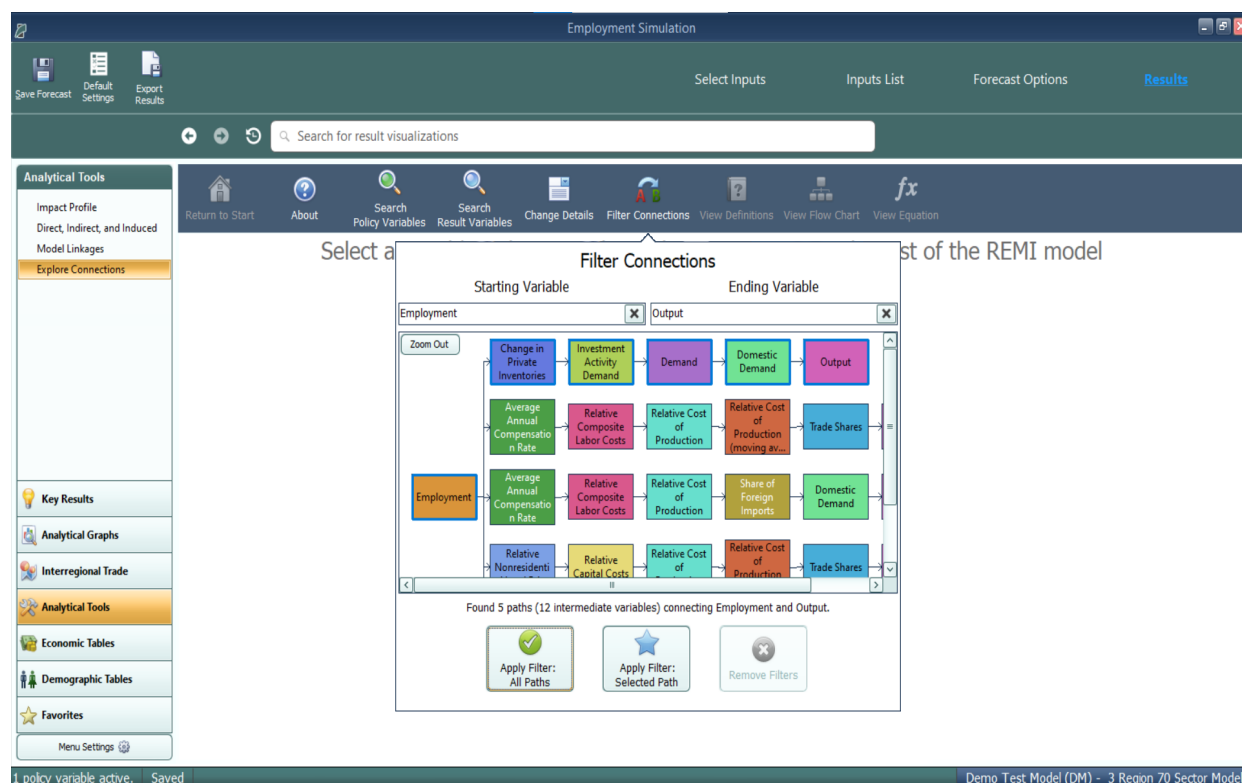 Employment Simulation
Save Forecast
Default
Settings
Export
Results
Select Inputs
Inputs List
Forecast Options
Results
Search for result visualizations
Analytical Tools
Impact Profile
Direct, Indirect, and Induced
Model Linkages
Explore Connections
Return to Start
About
Search
Policy Variables
Search
Result Variables
Change Details
Filter Connections
View Definitions
View Flow Chart
fx
View Equation
Select a
st of the REMI model
Filter Connections
Starting Variable
Ending Variable
Employment
Output
Zoom Out
Change in
Private
Inventories
Investment
Activity
Demand
Demand
Domestic
Demand
Output
Average
Annual
Compensatio
n Rate
Relative
Composite
Labor Costs
Relative Cost
of
Production
Relative Cost
of
Production
(moving av...
Trade Shares
Employment
Average
Annual
Compensatio
n Rate
Relative
Composite
Labor Costs
Relative Cost
of
Production
Share of
Foreign
Imports
Domestic
Demand
Relative
Nonresidenti
Relative
Capital Costs
Relative Cost
of
Relative Cost
of
Production
Trade Shares
Found 5 paths (12 intermediate variables) connecting Employment and Output.
Apply Filter:
All Paths
Apply Filter:
Selected Path
Remove Filters
Key Results
Analytical Graphs
Interregional Trade
Analytical Tools
Economic Tables
Demographic Tables
Favorites
Menu Settings
1 policy variable active.
Saved
Demo Test Model (DM) - 3 Region 70 Sector Mode